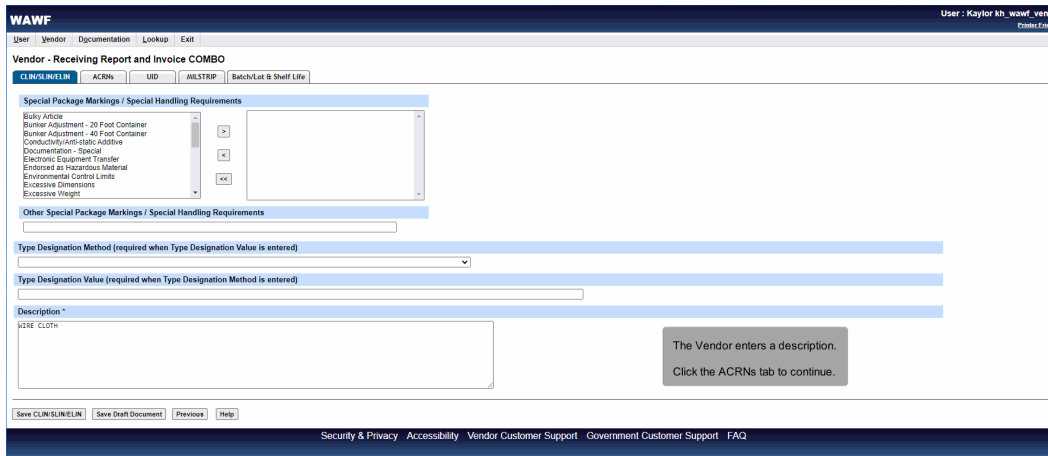 WAWF
User : Kaylor kh_wawf_ven
Printer Frie
User Vendor Documentation Lookup Exit
Vendor - Receiving Report and Invoice COMBO
CLIN/SLIN/ELIN ACRNs UID MILSTRIP Batch/Lot & Shelf Life
Special Package Markings / Special Handling Requirements
Bulky Article
Bunker Adjustment - 20 Foot Container
Bunker Adjustment - 40 Foot Container
Conductivity/Anti-static Additive
Documentation - Special
Electronic Equipment Transfer
Endorsed as Hazardous Material
Environmental Control Limits
Excessive Dimensions
Excessive Weight
>
<
<<
Other Special Package Markings / Special Handling Requirements
Type Designation Method (required when Type Designation Value is entered)
Type Designation Value (required when Type Designation Method is entered)
Description *
WIRE CLOTH
The Vendor enters a description.
Click the ACRNs tab to continue.
Save CLIN/SLIN/ELIN Save Draft Document Previous Help
Security & Privacy Accessibility Vendor Customer Support Government Customer Support FAQ